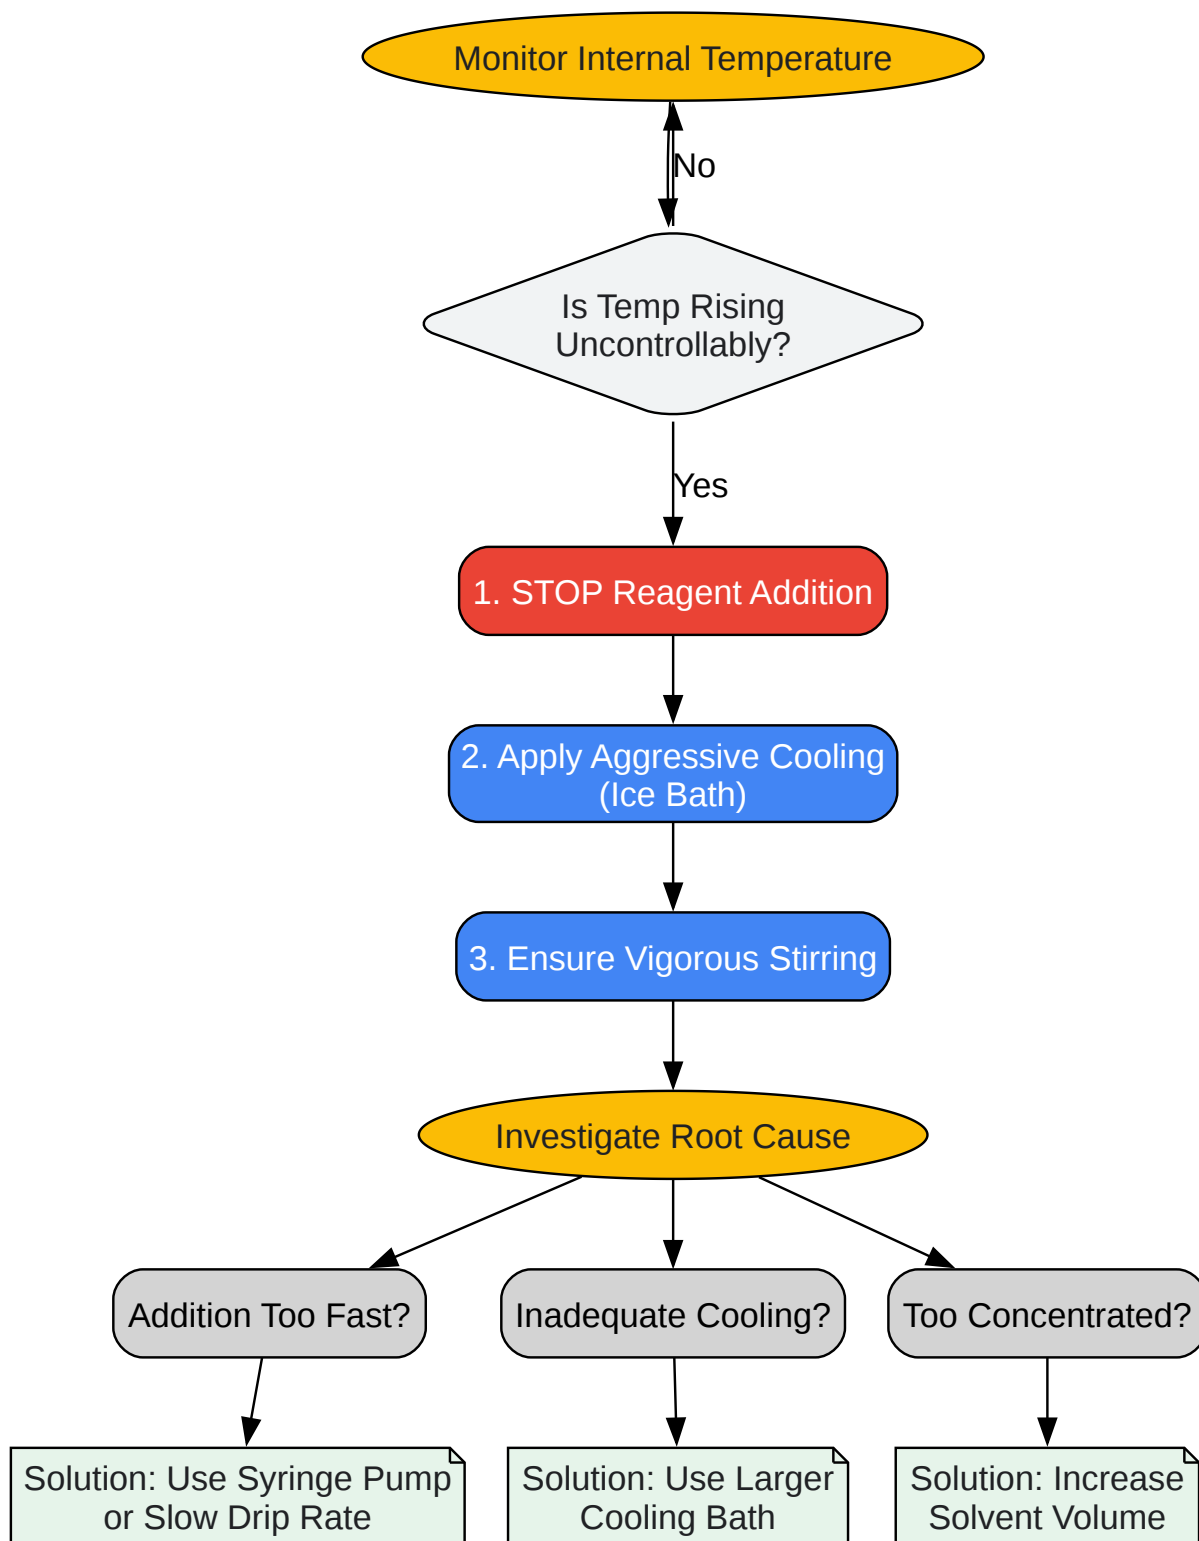 Monitor Internal Temperature
No
Is Temp Rising
Uncontrollably?
Yes
1. STOP Reagent Addition
2. Apply Aggressive Cooling
(Ice Bath)
3. Ensure Vigorous Stirring
Investigate Root Cause
Addition Too Fast?
Inadequate Cooling?
Too Concentrated?
Solution: Use Syringe Pump
or Slow Drip Rate
Solution: Use Larger
Cooling Bath
Solution: Increase
Solvent Volume